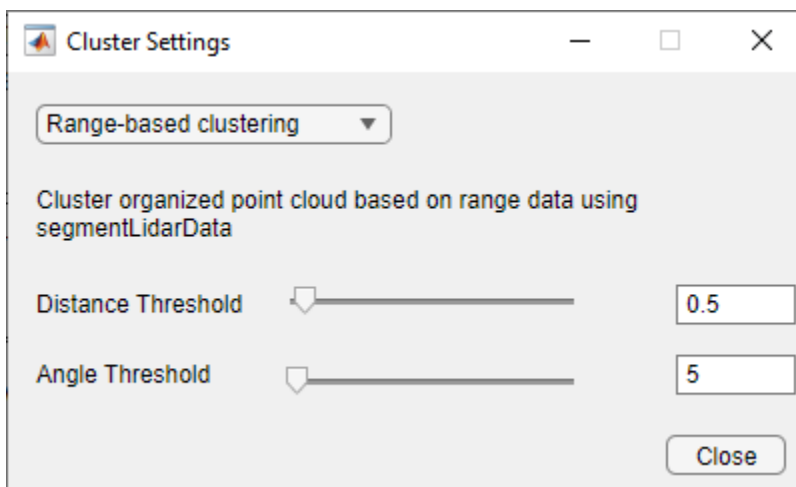 Cluster Settings
Range-based clustering
Cluster organized point cloud based on range data using
segmentLidarData
Distance Threshold 0.5
Angle Threshold 5
Close